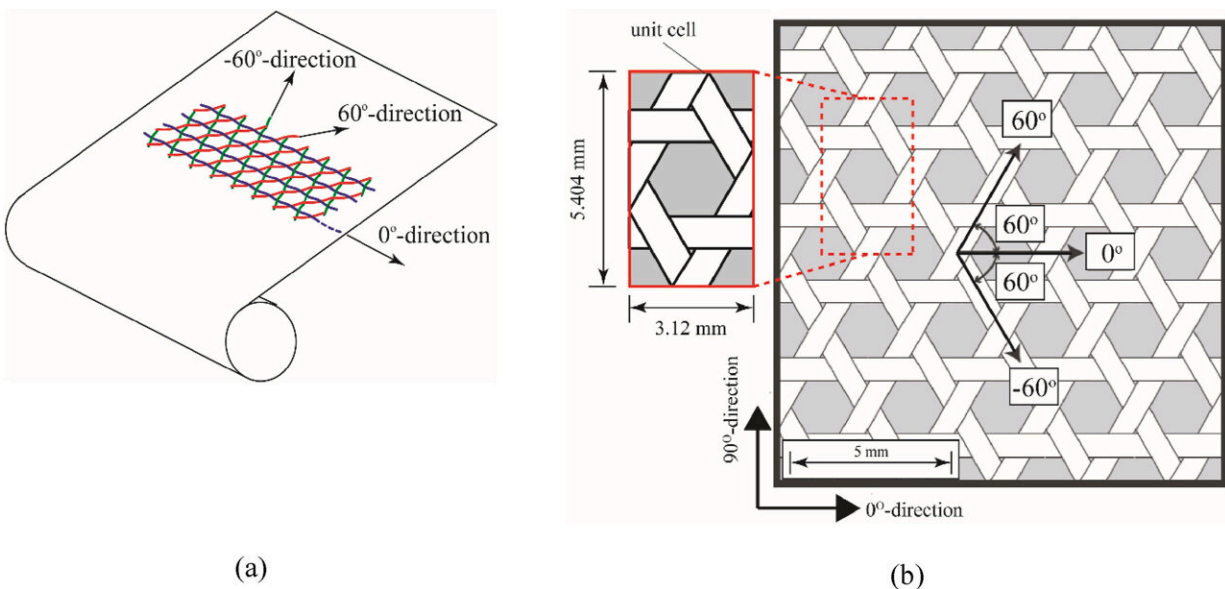 -60°-direction
60°-direction
0°-direction
(a)
unit cell
5.404 mm
3.12 mm
60°
60°
0°
60°
-60°
5 mm
90°-direction
0°-direction
(b)